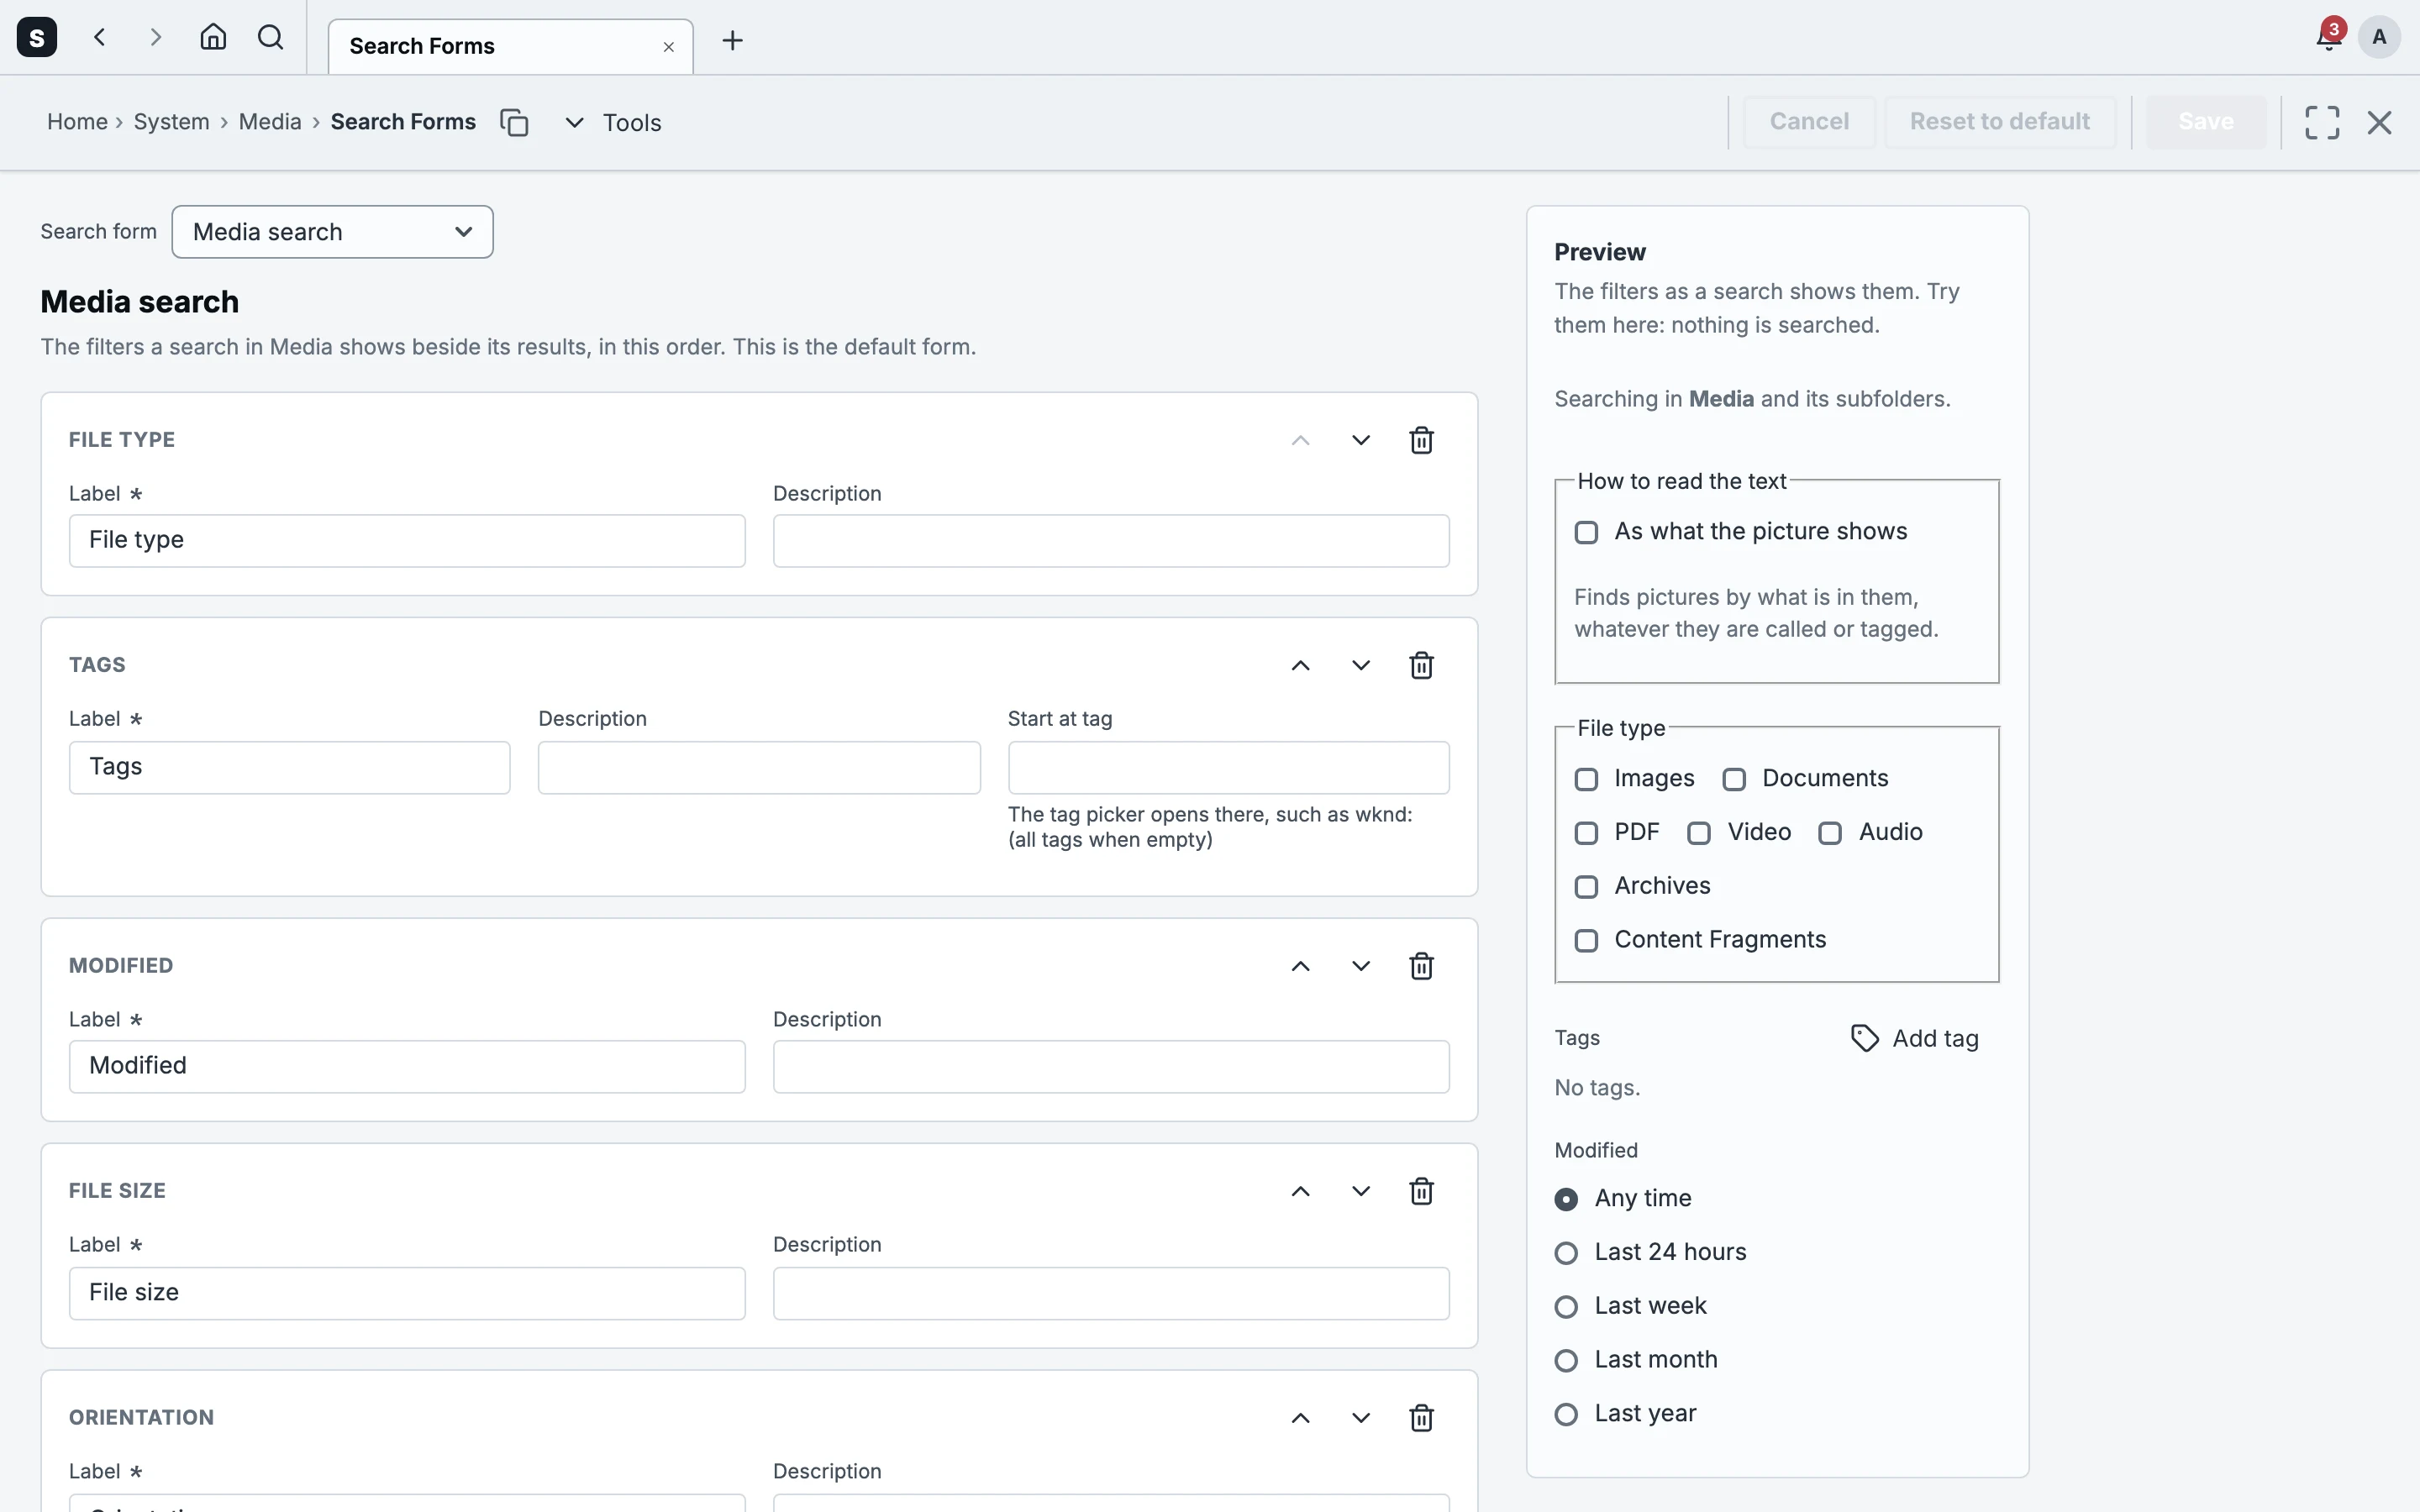 S
Search Forms
3
A
Home › System › Media › Search Forms
Tools
Cancel
Reset to default
Save
Search form
Media search
Media search
The filters a search in Media shows beside its results, in this order. This is the default form.
FILE TYPE
Label *
Description
File type
TAGS
Label *
Description
Start at tag
Tags
The tag picker opens there, such as wknd:
(all tags when empty)
MODIFIED
Label *
Description
Modified
FILE SIZE
Label *
Description
File size
ORIENTATION
Label *
Description
Preview
The filters as a search shows them. Try
them here: nothing is searched.
Searching in Media and its subfolders.
How to read the text
As what the picture shows
Finds pictures by what is in them,
whatever they are called or tagged.
File type
Images
Documents
PDF
Video
Audio
Archives
Content Fragments
Tags
Add tag
No tags.
Modified
Any time
Last 24 hours
Last week
Last month
Last year